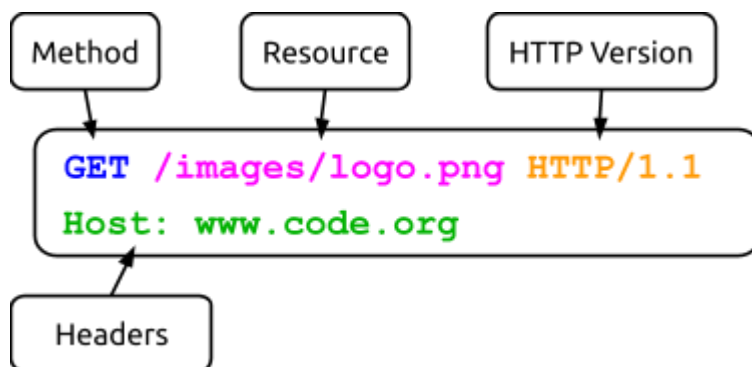 Method
Resource
HTTP Version
GET /images/logo.png HTTP/1.1
Host: www.code.org
Headers